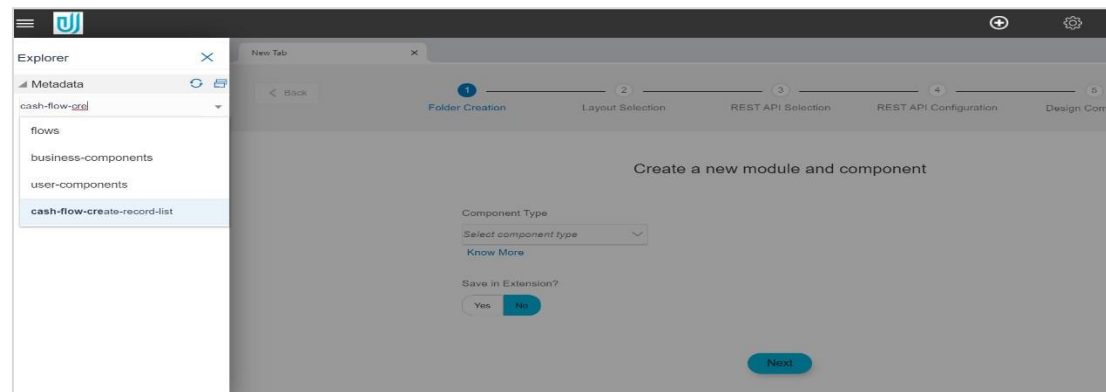 Explorer
New Tab
Metadata
cash-flow-cre
flows
business-components
user-components
cash-flow-create-record-list
Back
1
2
3
4
5
Folder Creation
Layout Selection
REST API Selection
REST API Configuration
Design Com
Create a new module and component
Component Type
Select component type
Know More
Save in Extension?
Yes
No
Next